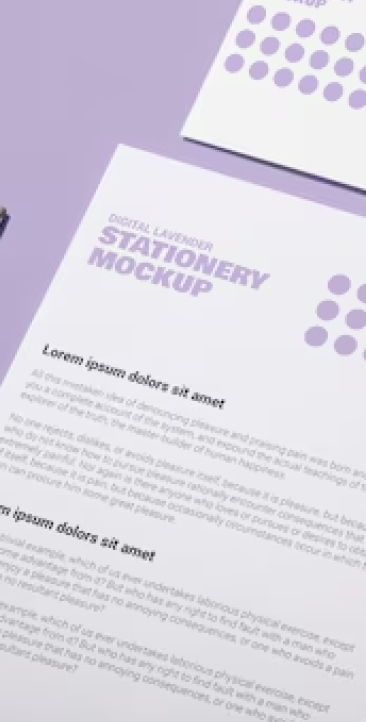 DIGITAL LAVENDER
STATIONERY
MOCKUP
Lorem ipsum dolors sit amet
All this mistaken idea of denouncing pleasure and praising pain was born and
you a complete account of the system, and expound the actual teachings of
explorer of the truth, the master-builder of human happiness.
No one rejects, dislikes, or avoids pleasure itself, because it is pleasure, but
who do not know how to pursue pleasure rationally encounter consequences that
extremely painful. Nor again is there anyone who loves or pursues or desires to
itself, because it is pain, but because occasionally circumstances occur in which
can procure him some great pleasure.
ipsum dolors sit amet
trivial example, which of us ever undertakes laborious physical exercise, except
some advantage from it? But who has any right to find fault with a man who
enjoy a pleasure that has no annoying consequences, or one who avoids a pain
no resultant pleasure?
example, which of us ever undertakes laborious physical exercise, except
advantage from it? But who has any right to find fault with a man who
pleasure that has no annoying consequences, or one who
pleasure?